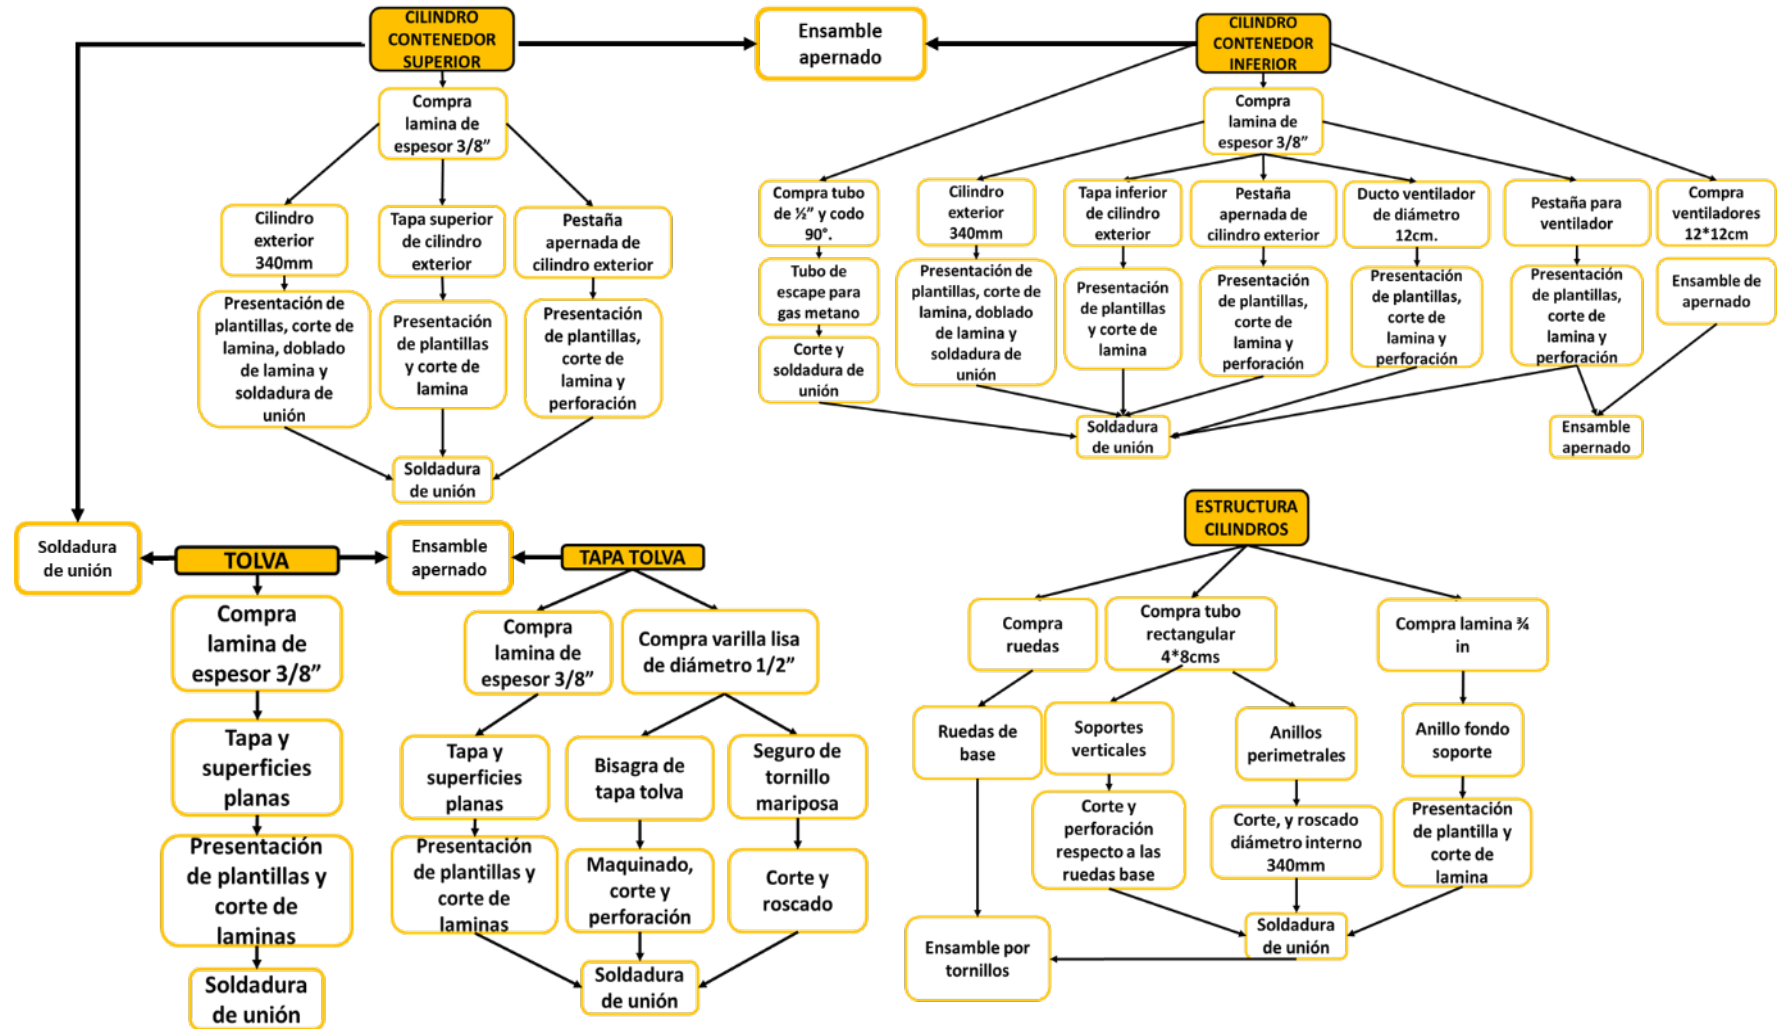 CILINDRO
CONTENEDOR
SUPERIOR
Ensamble
apernado
CILINDRO
CONTENEDOR
INFERIOR
Compra
lamina de
espesor 3/8”
Cilindro
exterior
340mm
Tapa superior
de cilindro
exterior
Pestaña
apernada de
cilindro exterior
Presentación de
plantillas, corte de
lamina, doblado
de lamina y
soldadura de
unión
Presentación
de plantillas
y corte de
lamina
Presentación
de plantillas,
corte de
lamina y
perforación
Soldadura
de unión
Compra
lamina de
espesor 3/8”
Compra tubo
de ½” y codo
90°.
Cilindro
exterior
340mm
Tapa inferior
de cilindro
exterior
Pestaña
apernada de
cilindro exterior
Ducto ventilador
de diámetro
12cm.
Pestaña para
ventilador
Compra
ventiladores
12*12cm
Tubo de
escape para
gas metano
Presentación de
plantillas, corte de
lamina, doblado
de lamina y
soldadura de
unión
Presentación
de plantillas
y corte de
lamina
Presentación
de plantillas,
corte de
lamina y
perforación
Presentación
de plantillas,
corte de
lamina y
perforación
Presentación
de plantillas,
corte de
lamina y
perforación
Ensamble de
apernado
Corte y
soldadura de
unión
Soldadura
de unión
Ensamble
apernado
Soldadura
de unión
TOLVA
Ensamble
apernado
TAPA TOLVA
Compra
lamina de
espesor 3/8”
Tapa y
superficies
planas
Presentación
de plantillas y
corte de
laminas
Soldadura
de unión
Compra
lamina de
espesor 3/8”
Compra varilla lisa
de diámetro 1/2”
Tapa y
superficies
planas
Bisagra de
tapa tolva
Seguro de
tornillo
mariposa
Presentación
de plantillas y
corte de
laminas
Maquinado,
corte y
perforación
Corte y
roscado
Soldadura
de unión
ESTRUCTURA
CILINDROS
Compra
ruedas
Compra tubo
rectangular
4*8cms
Compra lamina ¾
in
Ruedas de
base
Soportes
verticales
Anillos
perimetrales
Anillo fondo
soporte
Corte y
perforación
respecto a las
ruedas base
Corte, y roscado
diámetro interno
340mm
Presentación
de plantilla y
corte de
lamina
Soldadura
de unión
Ensamble por
tornillos